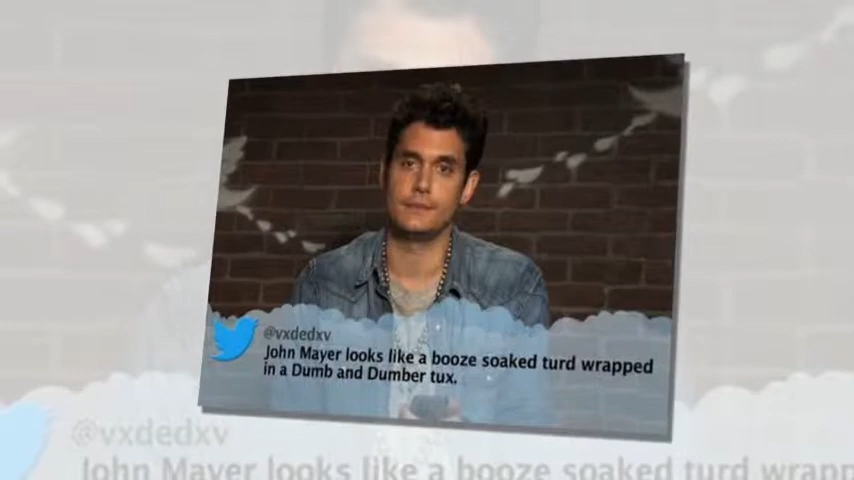 @vxdedxv
John Mayer looks like a booze soaked turd wrapped
in a Dumb and Dumber tux.
@vxdedxv
John Mayer looks like a booze soaked turd wrapp